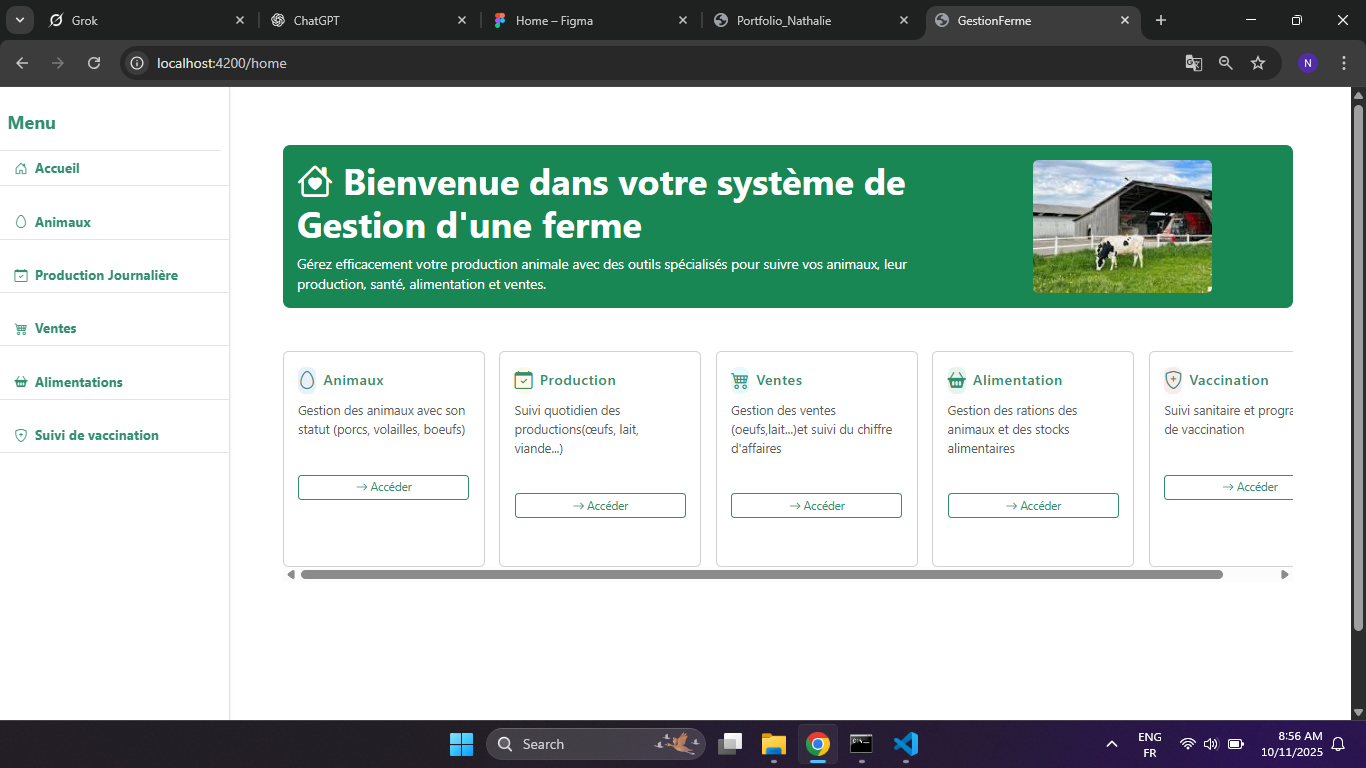 Grok
ChatGPT
Home – Figma
Portfolio_Nathalie
GestionFerme
localhost:4200/home
N
Menu
Accueil
Animaux
Production Journalière
Ventes
Alimentations
Suivi de vaccination
Bienvenue dans votre système de
Gestion d'une ferme
Gérez efficacement votre production animale avec des outils spécialisés pour suivre vos animaux, leur
production, santé, alimentation et ventes.
Animaux
Gestion des animaux avec son
statut (porcs, volailles, boeufs)
→ Accéder
Production
Suivi quotidien des
productions(œufs, lait,
viande...)
→ Accéder
Ventes
Gestion des ventes
(oeufs,lait...)et suivi du chiffre
d'affaires
→ Accéder
Alimentation
Gestion des rations des
animaux et des stocks
alimentaires
→ Accéder
Vaccination
Suivi sanitaire et progra
de vaccination
→ Accéder
Search
ENG
FR
8:56 AM
10/11/2025